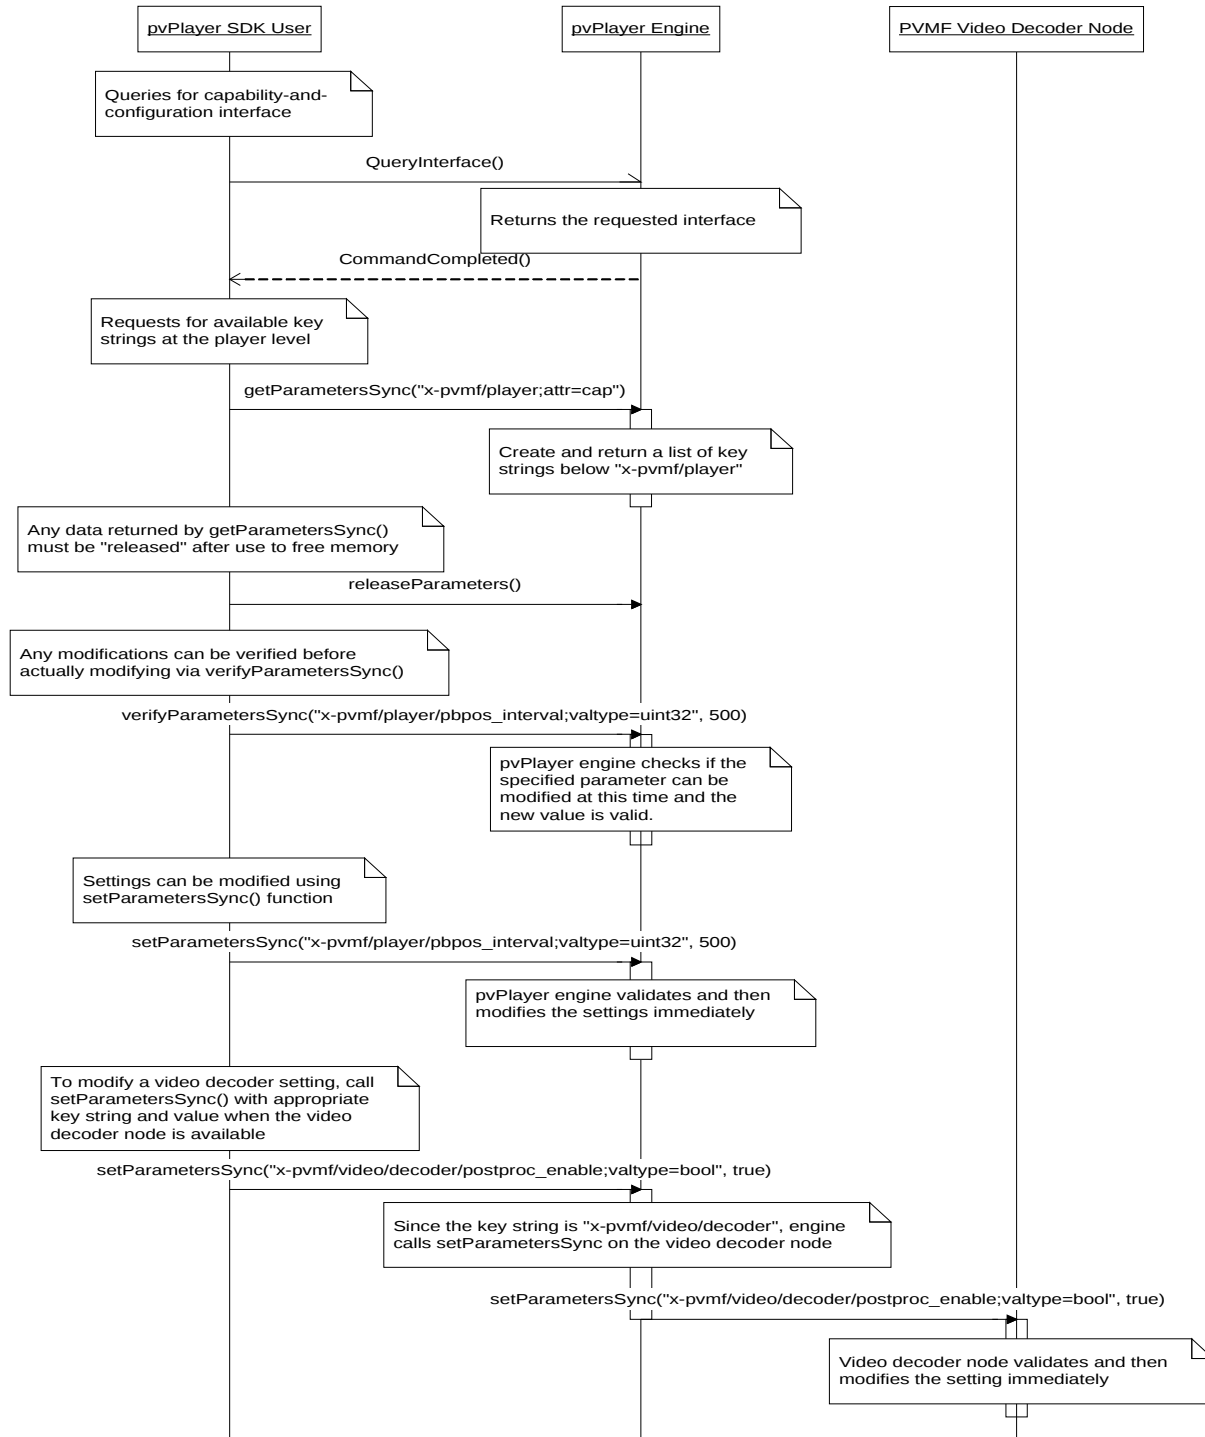 pvPlayer SDK User
pvPlayer Engine
PVMF Video Decoder Node
Queries for capability-and-
configuration interface
QueryInterface()
Returns the requested interface
CommandCompleted()
Requests for available key
strings at the player level
getParametersSync("x-pvmf/player;attr=cap")
Create and return a list of key
strings below "x-pvmf/player"
Any data returned by getParametersSync()
must be "released" after use to free memory
releaseParameters()
Any modifications can be verified before
actually modifying via verifyParametersSync()
verifyParametersSync("x-pvmf/player/pbpos_interval;valtype=uint32", 500)
pvPlayer engine checks if the
specified parameter can be
modified at this time and the
new value is valid.
Settings can be modified using
setParametersSync() function
setParametersSync("x-pvmf/player/pbpos_interval;valtype=uint32", 500)
pvPlayer engine validates and then
modifies the settings immediately
To modify a video decoder setting, call
setParametersSync() with appropriate
key string and value when the video
decoder node is available
setParametersSync("x-pvmf/video/decoder/postproc_enable;valtype=bool", true)
Since the key string is "x-pvmf/video/decoder", engine
calls setParametersSync on the video decoder node
setParametersSync("x-pvmf/video/decoder/postproc_enable;valtype=bool", true)
Video decoder node validates and then
modifies the setting immediately